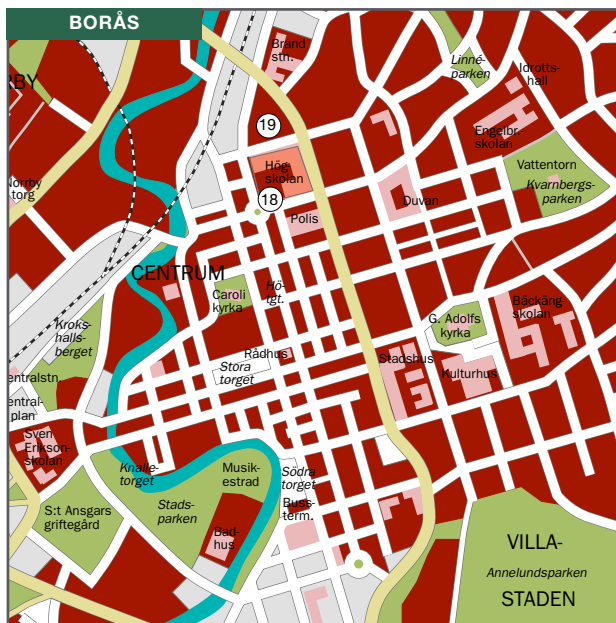 BORÅS
Brand
stn.
Linné-
parken
Idrotts-
hall
RBY
19
Engelbr.
skolan
Hög-
skolan
Vattentorn
Kvarnbergs-
parken
Norrby
torg
18
Duvan
Polis
CENTRUM
Caroli
kyrka
Hö-
tgt.
Bäckäng-
skolan
G. Adolfs
kyrka
Kroks-
halls-
berget
Rådhus
Stora
torget
Stadshus
Kulturhus
entralstn.
entral-
plan
Sven
Erikson-
skolan
Knalle-
torget
Musik-
estrad
Södra
torget
S:t Ansgars
griftegård
Stads-
parken
Buss-
term.
Bad-
hus
VILLA-
Annelundsparken
STADEN